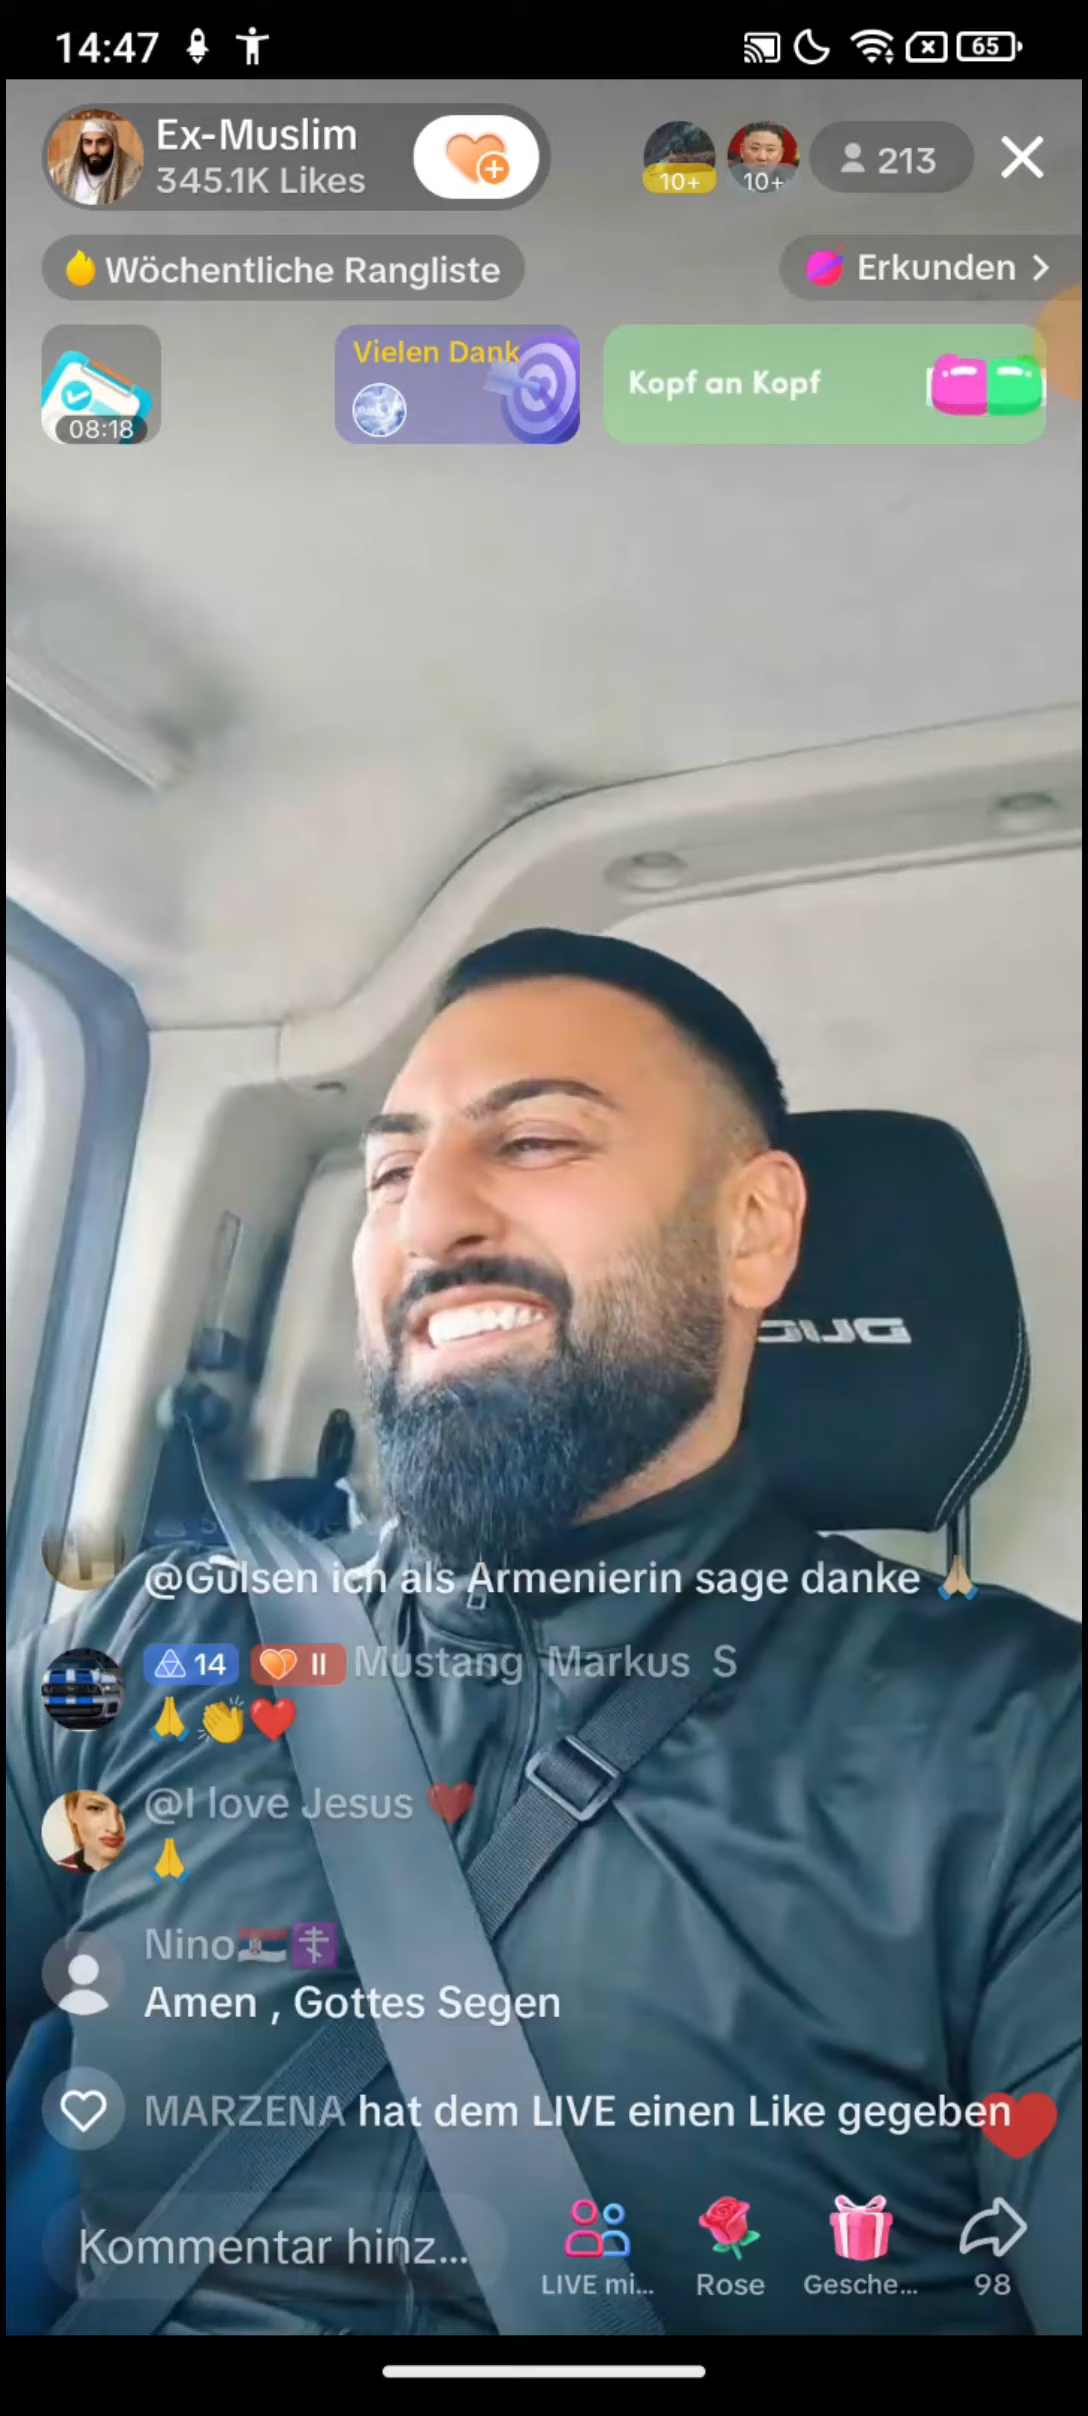 14:47
65
Ex-Muslim
345.1K Likes
10+
10+
213
Wöchentliche Rangliste
Erkunden >
08:18
Vielen Dank
Kopf an Kopf
@Gülsen ich als Armenierin sage danke 🙏🏼
14 II Mustang Markus S
🙏👏❤️
@I love Jesus ❤️
🙏
Nino🇷🇸☦️
Amen , Gottes Segen
MARZENA hat dem LIVE einen Like gegeben
Kommentar hinz...
LIVE mi...
Rose
Gesche...
98